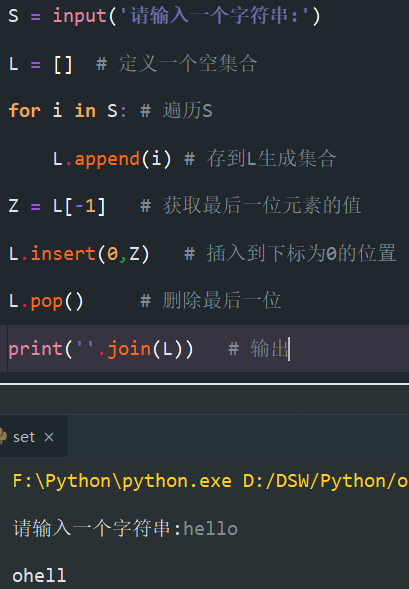 S = input('请输入一个字符串:')
L = []  # 定义一个空集合
for i in S: # 遍历S
    L.append(i) # 存到L生成集合
Z = L[-1]   # 获取最后一位元素的值
L.insert(0,Z)   # 插入到下标为0的位置
L.pop()     # 删除最后一位
print(''.join(L))   # 输出
set ×
F:\Python\python.exe D:/DSW/Python/o
请输入一个字符串:hello
ohell